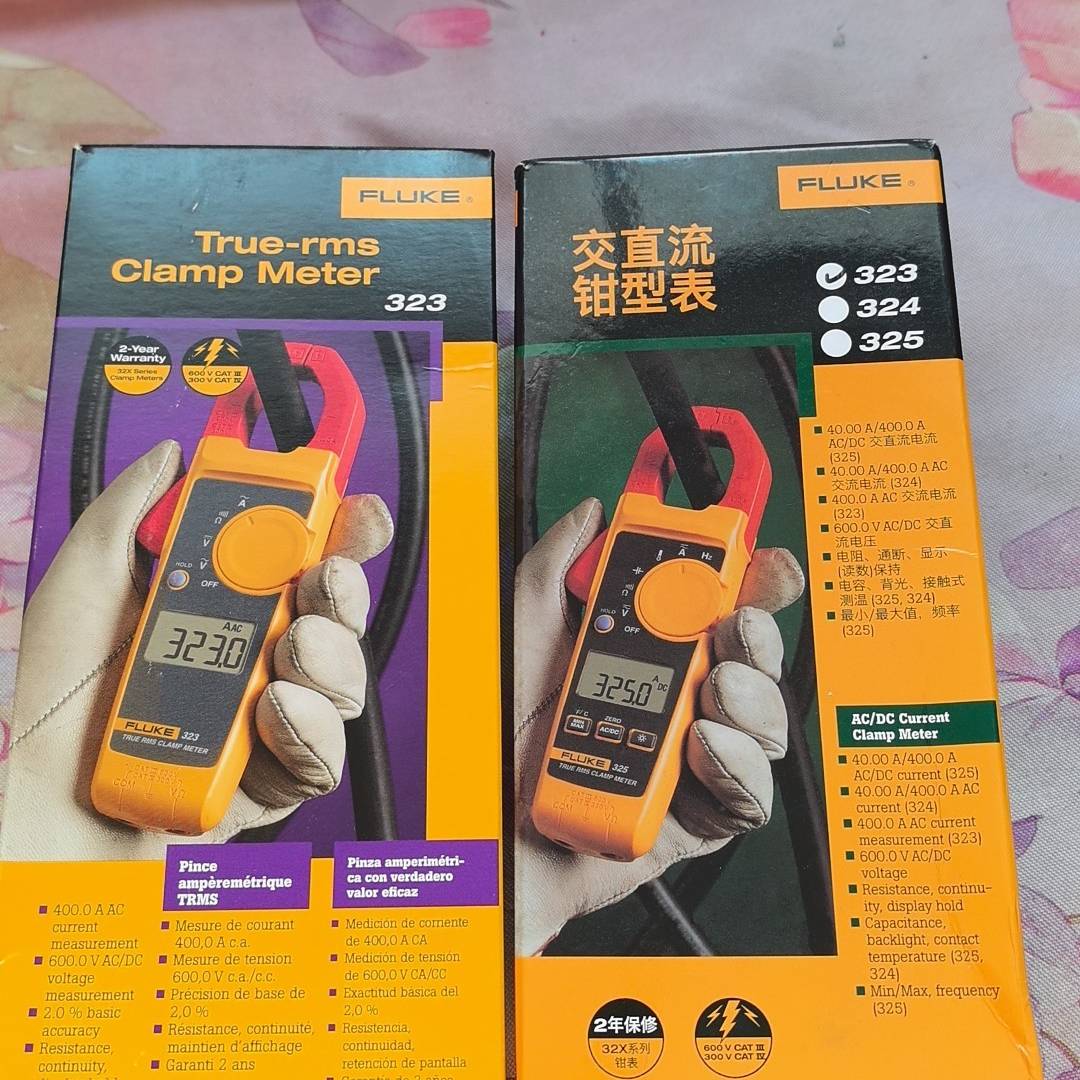 FLUKE ®
True-rms
Clamp Meter
323
2-Year
Warranty
32X Series
Clamp Meters
600 V CAT III
300 V CAT IV
A
Ω
V
V
HOLD
OFF
AAC
323.0
FLUKE 323
TRUE RMS CLAMP METER
COM
VΩ
400.0 A AC
current
measurement
600.0 V AC/DC
voltage
measurement
2.0 % basic
accuracy
Resistance,
continuity,
Pince
ampèremétrique
TRMS
Mesure de courant
400,0 A c.a.
Mesure de tension
600,0 V c.a./c.c.
Précision de base de
2,0 %
Résistance, continuité,
maintien d'affichage
Garanti 2 ans
Pinza amperimétri-
ca con verdadero
valor eficaz
Medición de corriente
de 400,0 A CA
Medición de tensión
de 600,0 V CA/CC
Exactitud básica del
2,0 %
Resistencia,
continuidad,
retención de pantalla
Garantía de 2 años
FLUKE ®
交直流
钳型表
323
324
325
40.00 A/400.0 A
AC/DC 交直流电流
(325)
40.00 A/400.0 A AC
交流电流 (324)
400.0 A AC 交流电流
(323)
600.0 V AC/DC 交直
流电压
电阻、通断、显示
(读数)保持
电容、背光、接触式
测温 (325, 324)
最小/最大值，频率
(325)
A
Hz
Ω
V
HOLD
OFF
A DC
325.0
F/C
ZERO
MIN
MAX
AC/DC
FLUKE 325
TRUE RMS CLAMP METER
COM
VΩ
AC/DC Current
Clamp Meter
40.00 A/400.0 A
AC/DC current (325)
40.00 A/400.0 A AC
current (324)
400.0 A AC current
measurement (323)
600.0 V AC/DC
voltage
Resistance, continu-
ity, display hold
Capacitance,
backlight, contact
temperature (325,
324)
Min/Max, frequency
(325)
2年保修
32X系列
钳表
600 V CAT III
300 V CAT IV